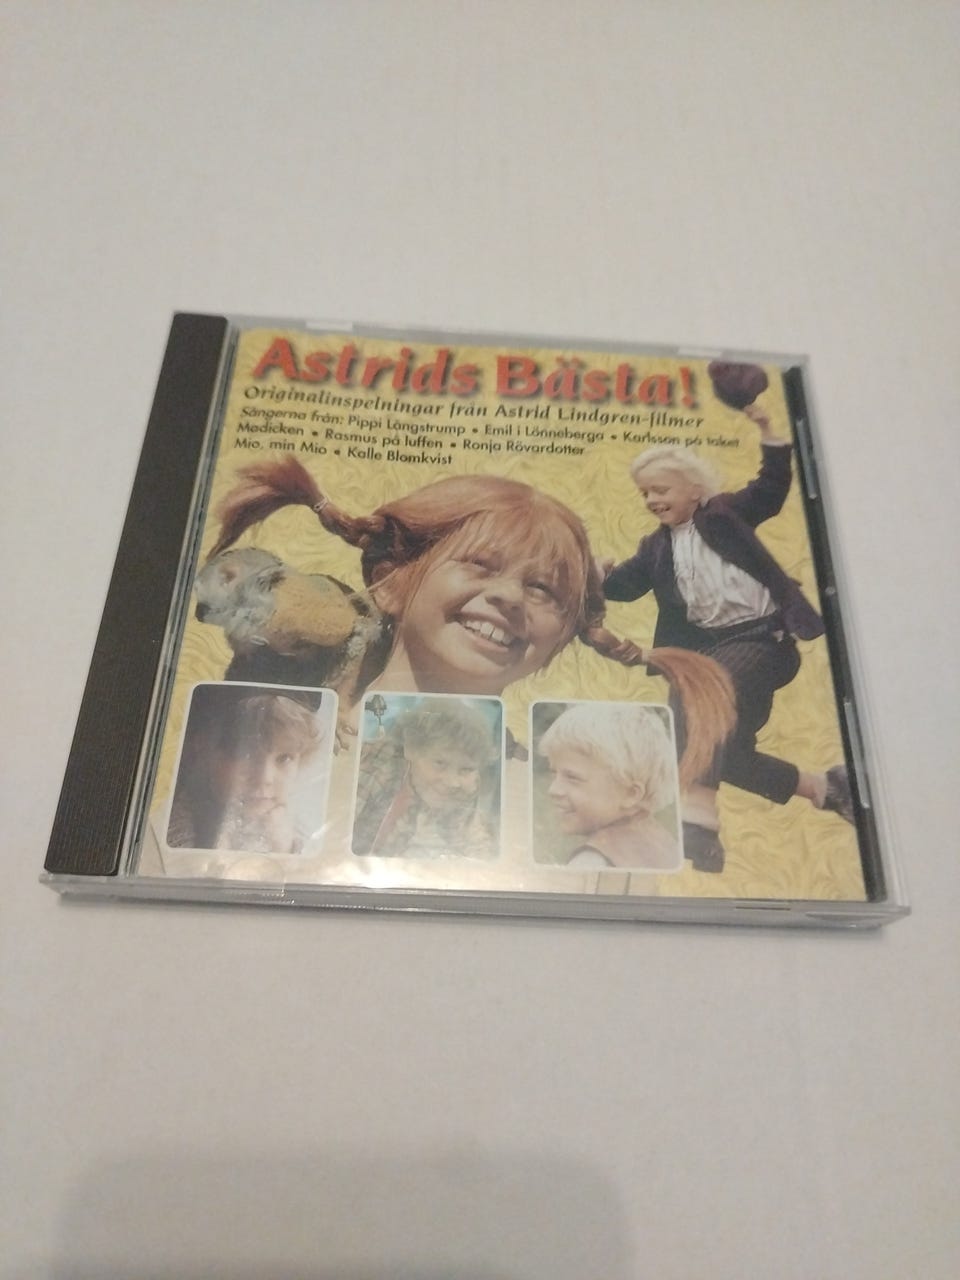 Astrids Bästa!
Originalinspelningar från Astrid Lindgren-filmer
Sångerna från: Pippi Långstrump • Emil i Lönneberga • Karlsson på taket
Madicken • Rasmus på luffen • Ronja Rövardotter
Mio, min Mio • Kalle Blomkvist